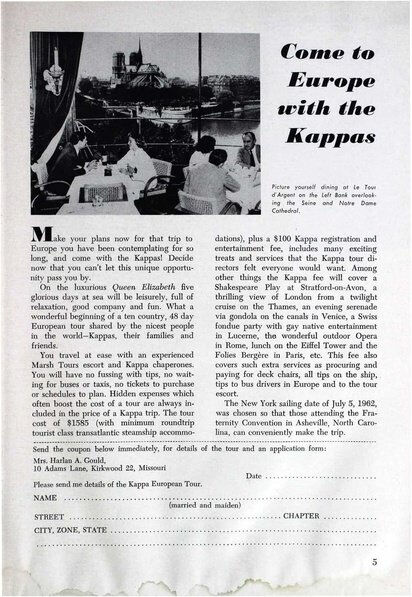 Come to
Europe
with the
Kappas
Picture yourself dining at Le Tour
d'Argent on the Left Bank overlook-
ing the Seine and Notre Dame
Cathedral.
Make your plans now for that trip to
Europe you have been contemplating for so
long, and come with the Kappas! Decide
now that you can't let this unique opportu-
nity pass you by.
On the luxurious Queen Elizabeth five
glorious days at sea will be leisurely, full of
relaxation, good company and fun. What a
wonderful beginning of a ten country, 48 day
European tour shared by the nicest people
in the world—Kappas, their families and
friends.
You travel at ease with an experienced
Marsh Tours escort and Kappa chaperones.
You will have no fussing with tips, no wait-
ing for buses or taxis, no tickets to purchase
or schedules to plan. Hidden expenses which
often boost the cost of a tour are always in-
cluded in the price of a Kappa trip. The tour
cost of $1585 (with minimum roundtrip
tourist class transatlantic steamship accommo-
dations), plus a $100 Kappa registration and
entertainment fee, includes many exciting
treats and services that the Kappa tour di-
rectors felt everyone would want. Among
other things the Kappa fee will cover a
Shakespeare Play at Stratford-on-Avon, a
thrilling view of London from a twilight
cruise on the Thames, an evening serenade
via gondola on the canals in Venice, a Swiss
fondue party with gay native entertainment
in Lucerne, the wonderful outdoor Opera
in Rome, lunch on the Eiffel Tower and the
Folies Bergère in Paris, etc. This fee also
covers such extra services as procuring and
paying for deck chairs, all tips on the ship,
tips to bus drivers in Europe and to the tour
escort.
The New York sailing date of July 5, 1962,
was chosen so that those attending the Fra-
ternity Convention in Asheville, North Caro-
lina, can conveniently make the trip.
Send the coupon below immediately, for details of the tour and an application form:
Mrs. Harlan A. Gould,
10 Adams Lane, Kirkwood 22, Missouri
Date
Please send me details of the Kappa European Tour.
NAME
(married and maiden)
STREET CHAPTER
CITY, ZONE, STATE
5